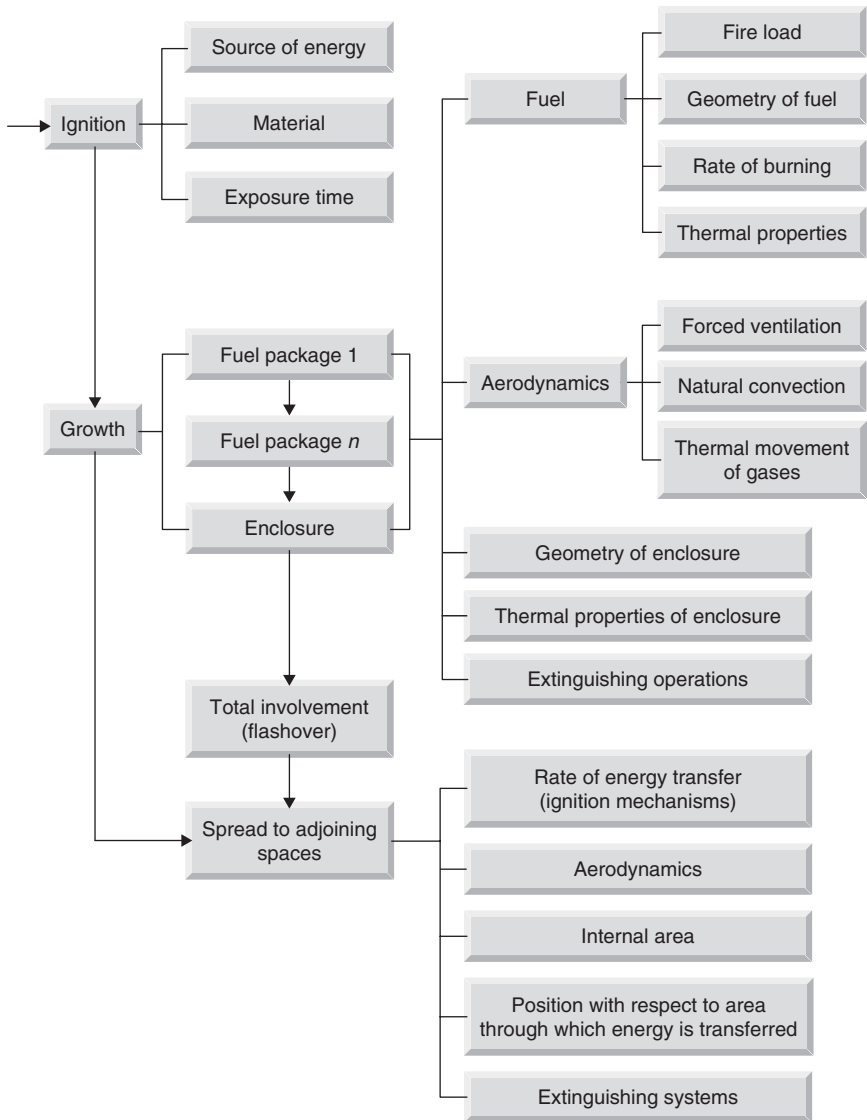 Source of energy
Ignition
Material
Exposure time
Fuel
Fire load
Geometry of fuel
Rate of burning
Thermal properties
Growth
Fuel package 1
Fuel package n
Enclosure
Aerodynamics
Forced ventilation
Natural convection
Thermal movement
of gases
Geometry of enclosure
Thermal properties of enclosure
Extinguishing operations
Total involvement
(flashover)
Spread to adjoining
spaces
Rate of energy transfer
(ignition mechanisms)
Aerodynamics
Internal area
Position with respect to area
through which energy is transferred
Extinguishing systems